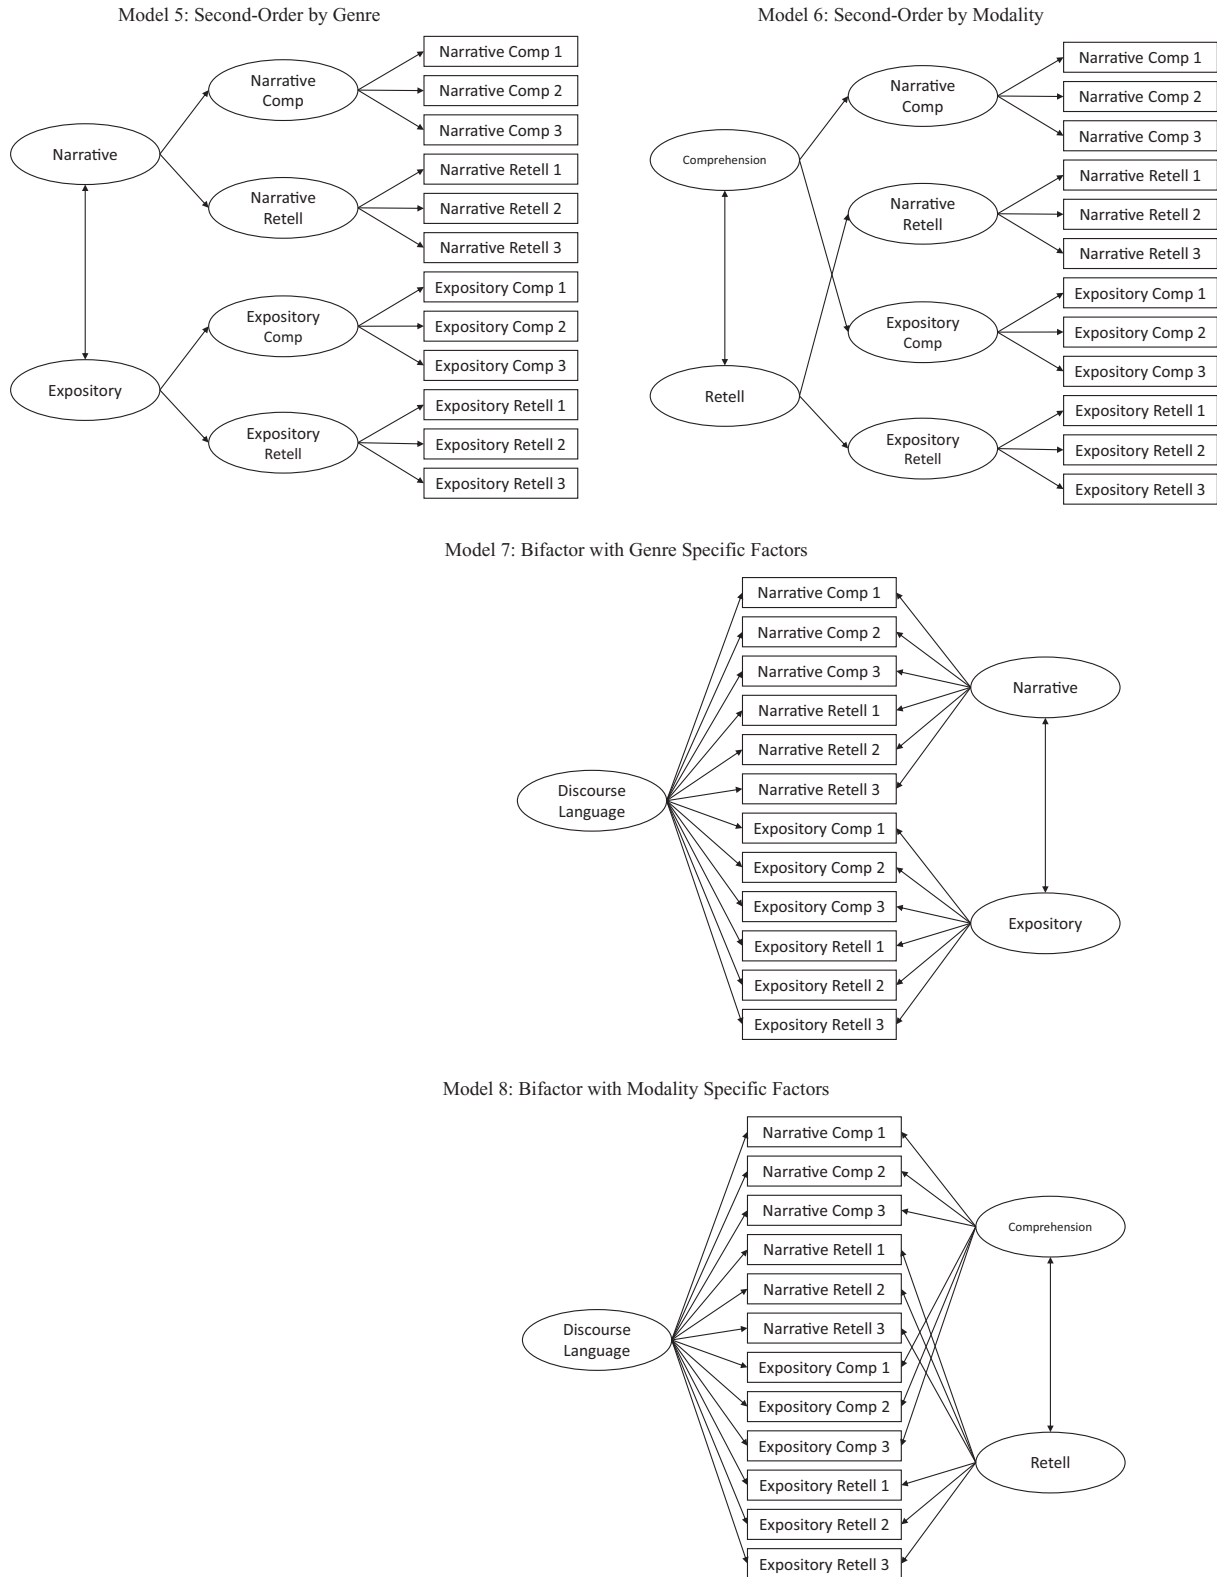 Model 5: Second-Order by Genre
Narrative
Expository
Narrative
Comp
Narrative
Retell
Expository
Comp
Expository
Retell
Narrative Comp 1
Narrative Comp 2
Narrative Comp 3
Narrative Retell 1
Narrative Retell 2
Narrative Retell 3
Expository Comp 1
Expository Comp 2
Expository Comp 3
Expository Retell 1
Expository Retell 2
Expository Retell 3
Model 6: Second-Order by Modality
Comprehension
Retell
Narrative
Comp
Narrative
Retell
Expository
Comp
Expository
Retell
Narrative Comp 1
Narrative Comp 2
Narrative Comp 3
Narrative Retell 1
Narrative Retell 2
Narrative Retell 3
Expository Comp 1
Expository Comp 2
Expository Comp 3
Expository Retell 1
Expository Retell 2
Expository Retell 3
Model 7: Bifactor with Genre Specific Factors
Discourse
Language
Narrative Comp 1
Narrative Comp 2
Narrative Comp 3
Narrative Retell 1
Narrative Retell 2
Narrative Retell 3
Expository Comp 1
Expository Comp 2
Expository Comp 3
Expository Retell 1
Expository Retell 2
Expository Retell 3
Narrative
Expository
Model 8: Bifactor with Modality Specific Factors
Discourse
Language
Narrative Comp 1
Narrative Comp 2
Narrative Comp 3
Narrative Retell 1
Narrative Retell 2
Narrative Retell 3
Expository Comp 1
Expository Comp 2
Expository Comp 3
Expository Retell 1
Expository Retell 2
Expository Retell 3
Comprehension
Retell